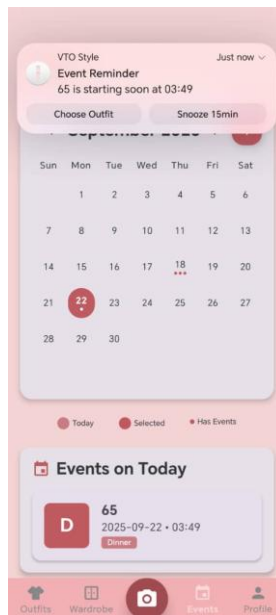 VTO Style Just now
Event Reminder
65 is starting soon at 03:49
Choose Outfit Snooze 15min
Sun Mon Tue Wed Thu Fri Sat
1 2 3 4 5 6
7 8 9 10 11 12 13
14 15 16 17 18 19 20
21 22 23 24 25 26 27
28 29 30
Today Selected Has Events
Events on Today
65
D 2025-09-22 • 03:49
Dinner
Outfits Wardrobe Events Profile